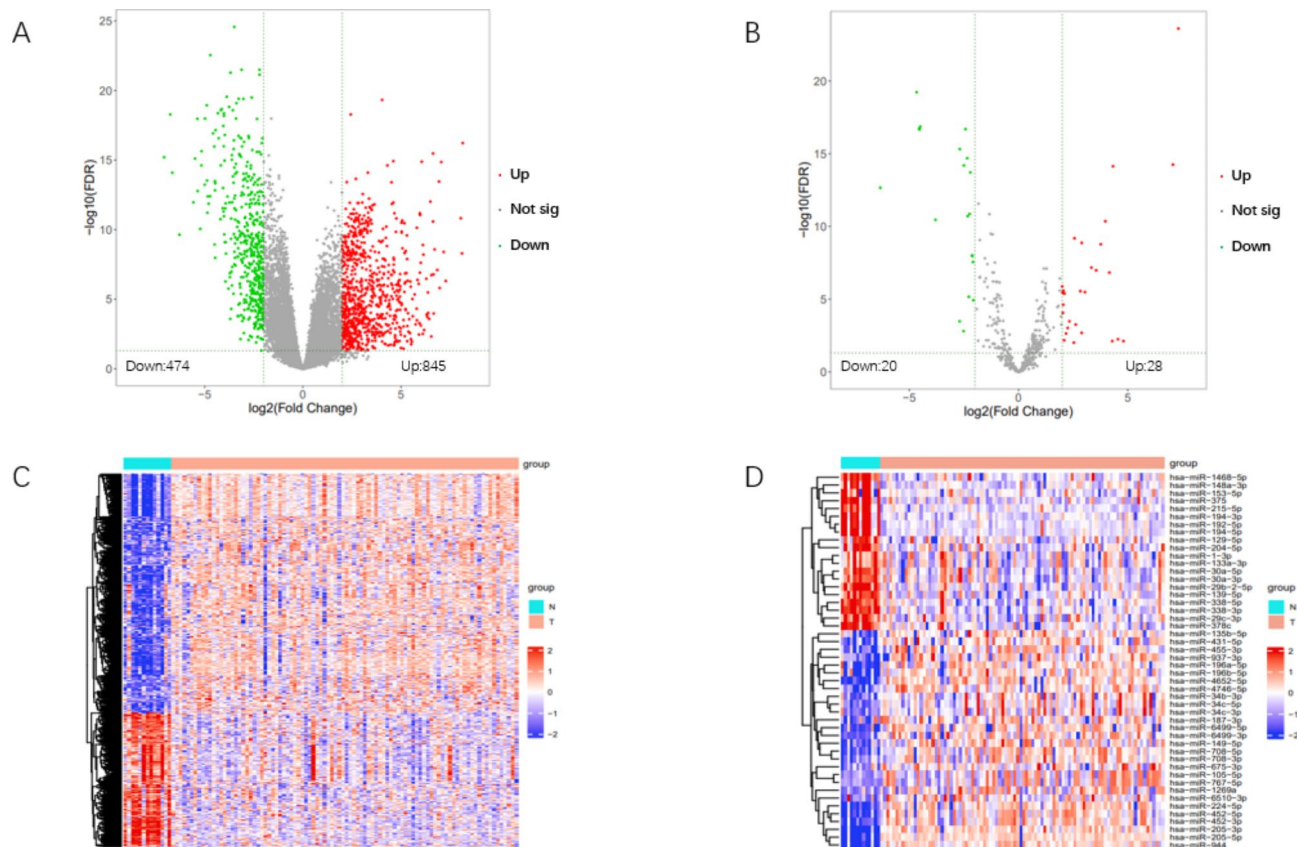 A
25
20
15
10
5
0
−log10(FDR)
Down:474
Up:845
−5
0
5
log2(Fold Change)
Up
Not sig
Down
B
20
15
10
5
0
−log10(FDR)
Down:20
Up:28
−5
0
5
log2(Fold Change)
Up
Not sig
Down
C
group
group
N
T
2
1
0
−1
−2
D
group
hsa−miR−1468−5p
hsa−miR−148a−3p
hsa−miR−153−5p
hsa−miR−375
hsa−miR−215−5p
hsa−miR−194−3p
hsa−miR−192−5p
hsa−miR−194−5p
hsa−miR−129−5p
hsa−miR−204−5p
hsa−miR−1−3p
hsa−miR−133a−3p
hsa−miR−30a−5p
hsa−miR−30a−3p
hsa−miR−29b−2−5p
hsa−miR−139−5p
hsa−miR−338−5p
hsa−miR−338−3p
hsa−miR−29c−3p
hsa−miR−378c
hsa−miR−135b−5p
hsa−miR−431−5p
hsa−miR−455−3p
hsa−miR−937−3p
hsa−miR−196a−5p
hsa−miR−196b−5p
hsa−miR−4652−5p
hsa−miR−4746−5p
hsa−miR−34b−3p
hsa−miR−34c−5p
hsa−miR−34c−3p
hsa−miR−187−3p
hsa−miR−6499−5p
hsa−miR−6499−3p
hsa−miR−149−5p
hsa−miR−708−5p
hsa−miR−708−3p
hsa−miR−675−3p
hsa−miR−105−5p
hsa−miR−767−5p
hsa−miR−1269a
hsa−miR−6510−3p
hsa−miR−224−5p
hsa−miR−452−5p
hsa−miR−452−3p
hsa−miR−205−3p
hsa−miR−205−5p
hsa−miR−944
group
N
T
2
1
0
−1
−2